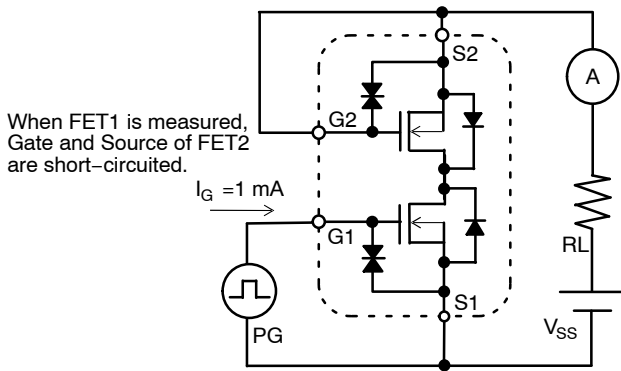 S2
A
When FET1 is measured,
Gate and Source of FET2
are short−circuited.
G2
I_G =1 mA
G1
RL
S1
PG
V_SS